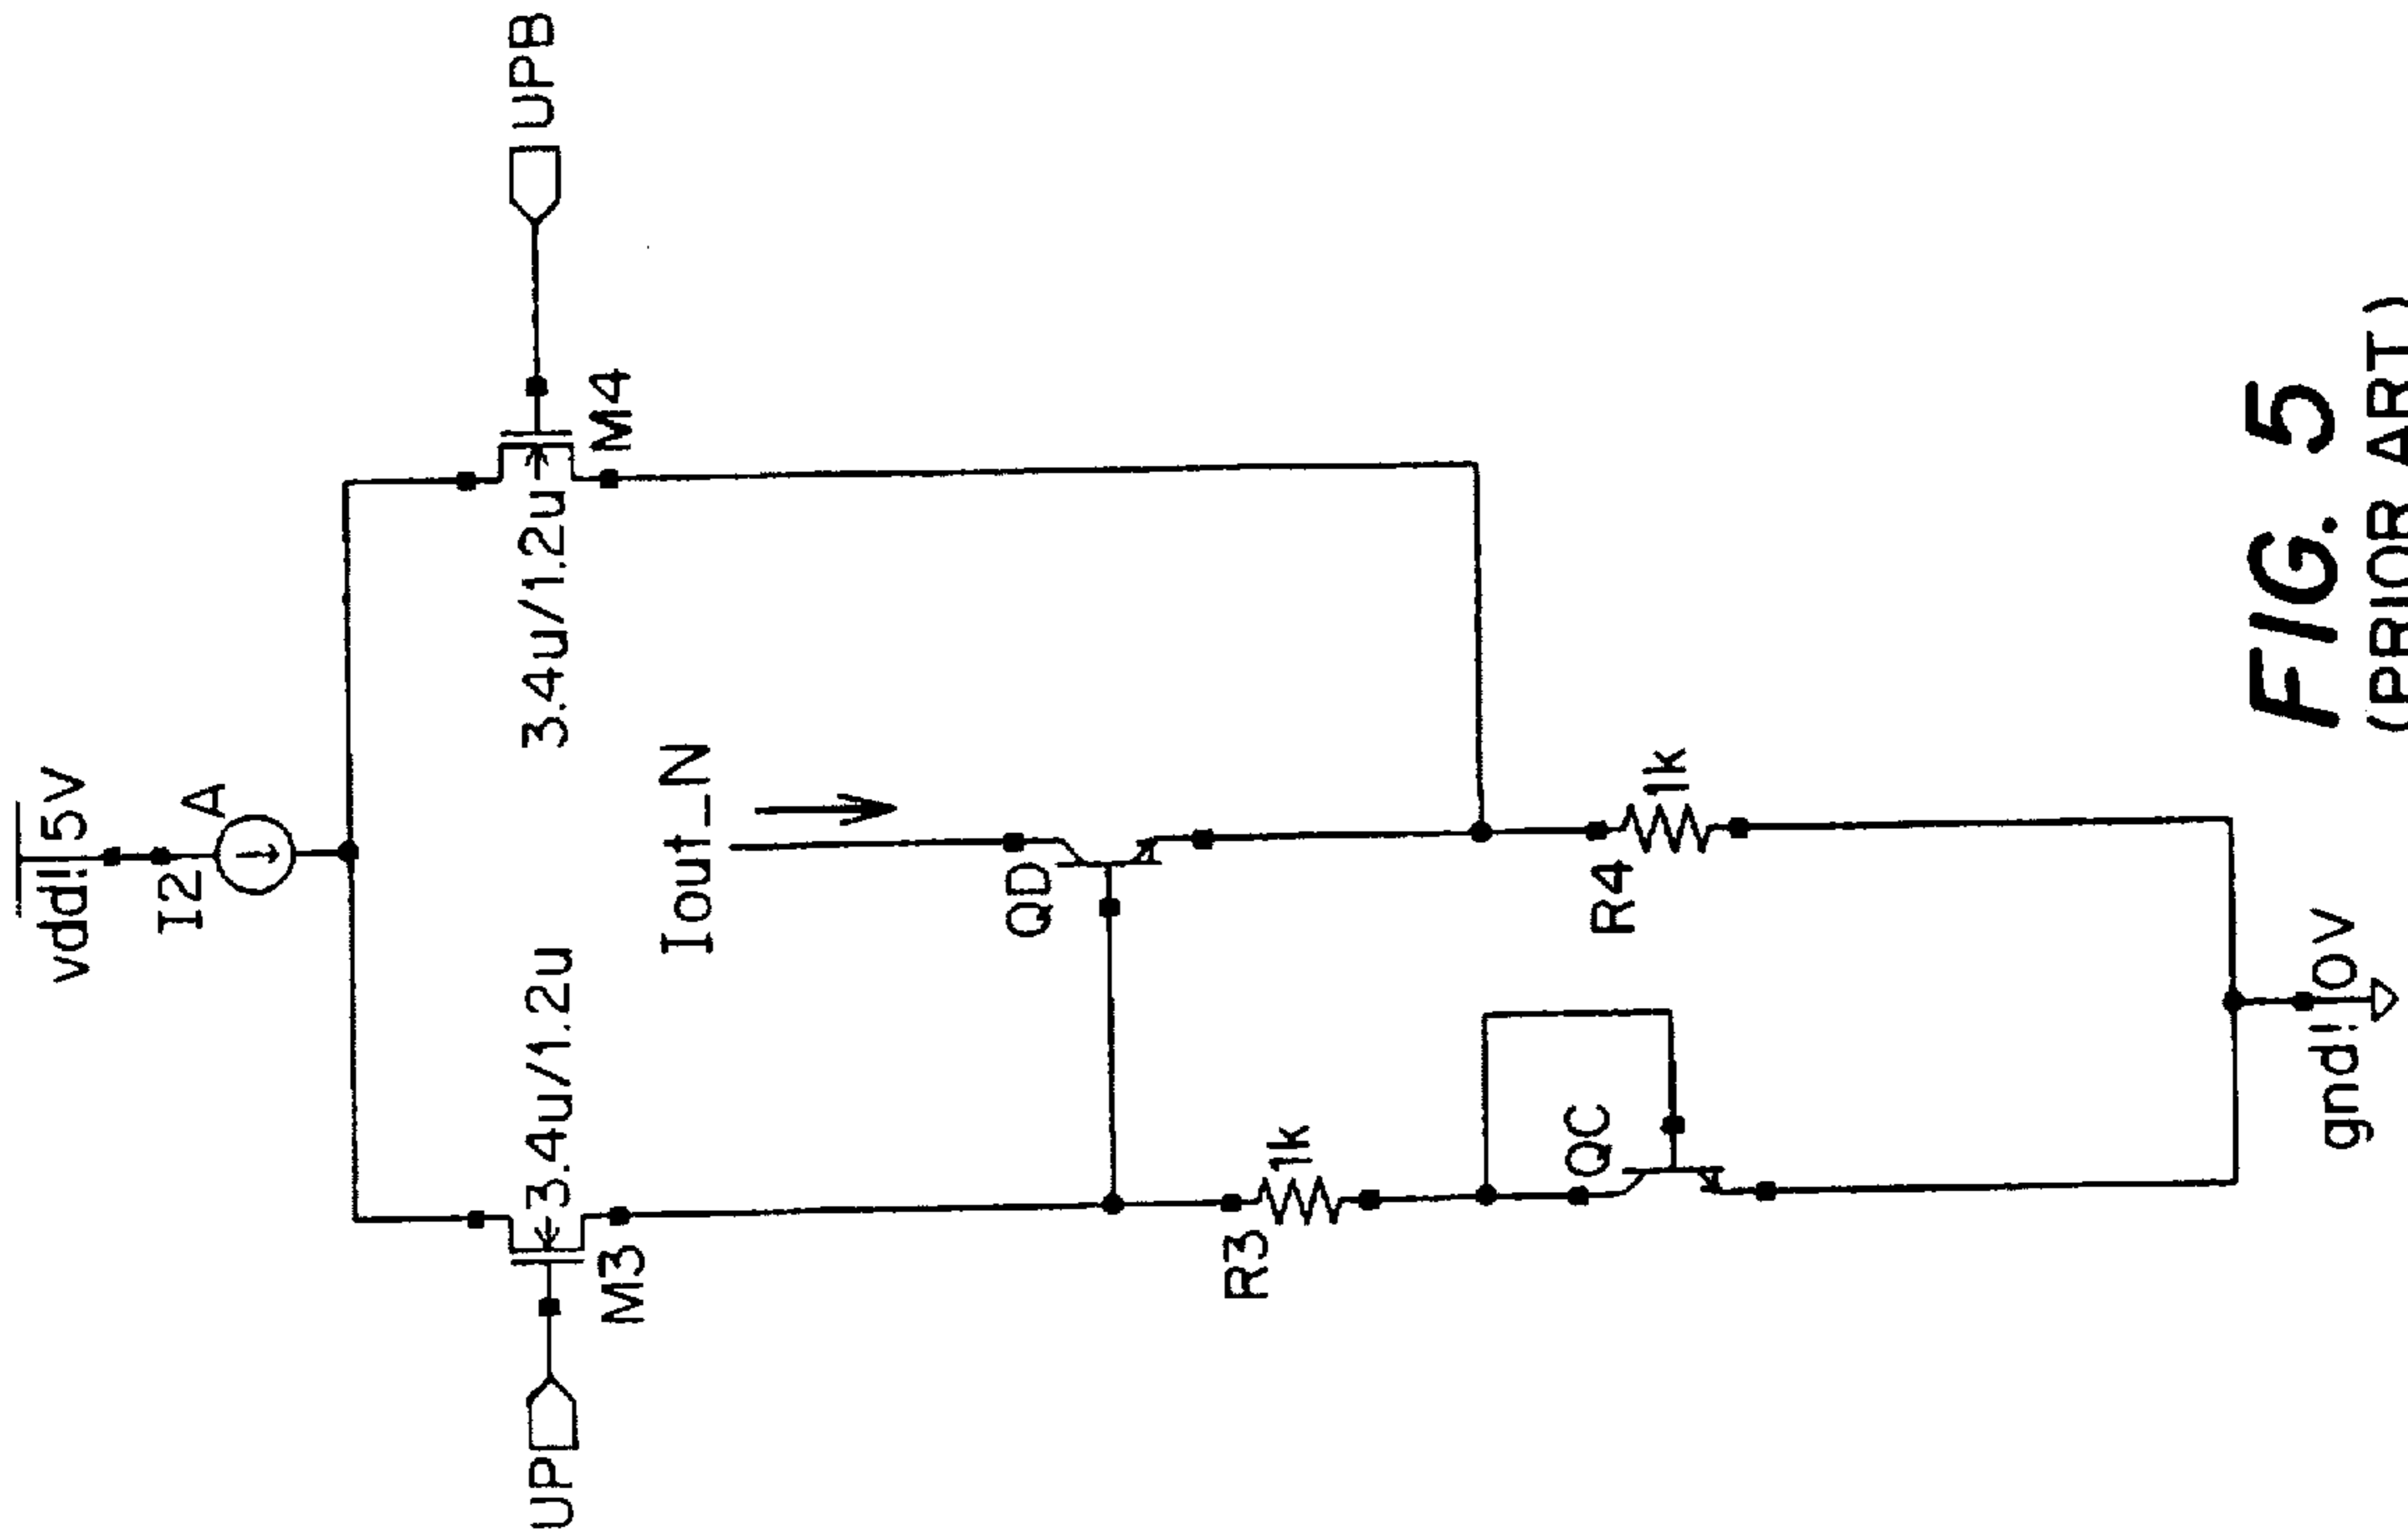 vdd! 5V
I2 A
UP
3.4u/1.2u
M3
UPB
3.4u/1.2u
M4
Iout_N
QD
R3 1k
QC
R4 1k
gnd! 0V
FIG. 5
(PRIOR ART)